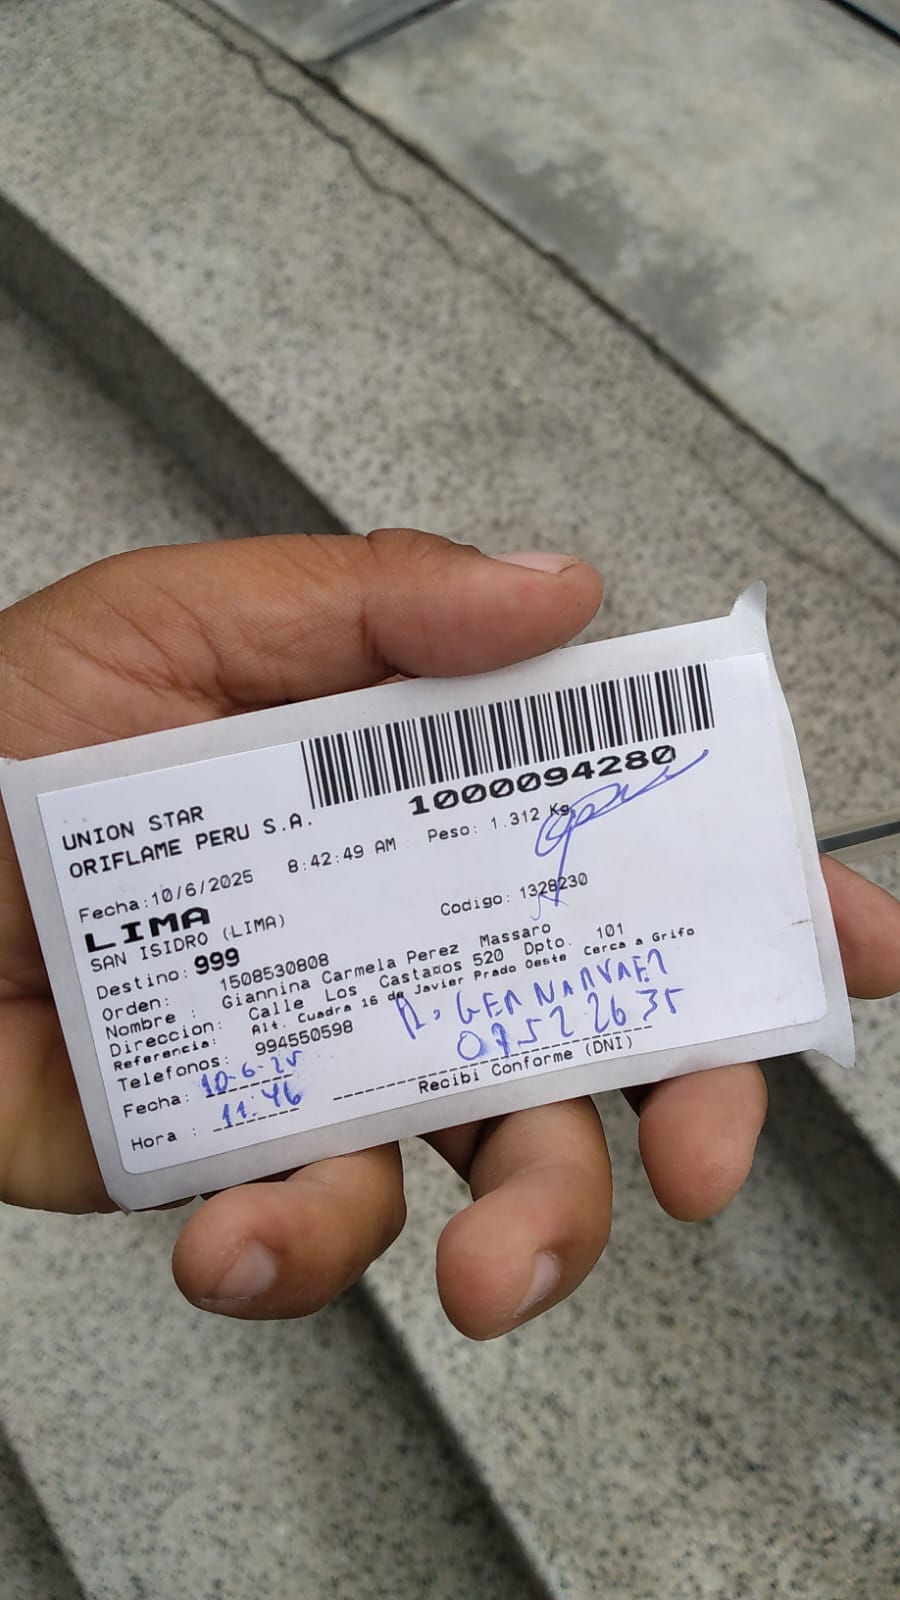 1000094280
UNION STAR
ORIFLAME PERU S.A.
Fecha:10/6/2025 8:42:49 AM Peso: 1.312 Kg
LIMA
SAN ISIDRO (LIMA) Codigo: 1328230
Destino: 999
Orden: 1508530808
Nombre : Giannina Carmela Perez Massaro
Direccion: Calle Los Castaños 520 Dpto. 101
Referencia: Alt. Cuadra 16 de Javier Prado Oeste Cerca a Grifo
Telefonos: 994550598
Fecha: 10-6-25
Hora : 11:46
NARVAEZ
07522635
Recibi Conforme (DNI)